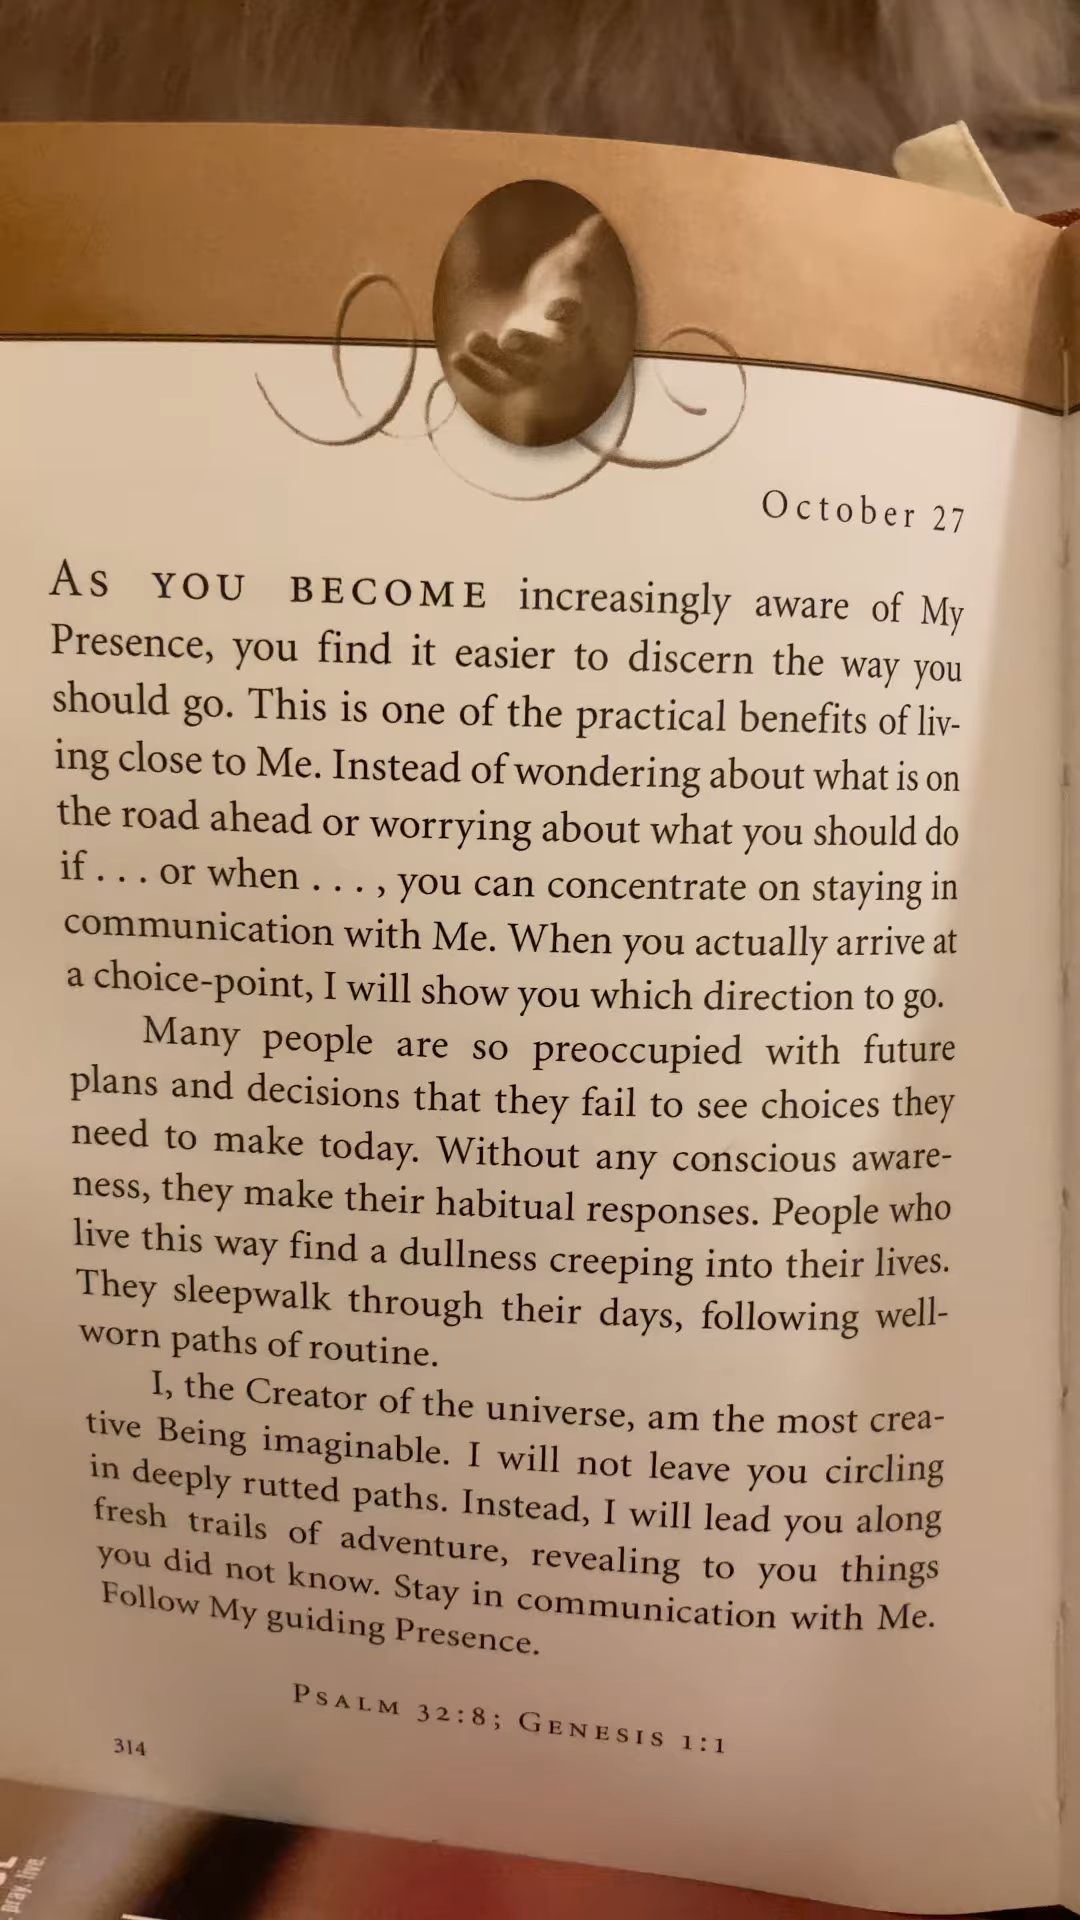 October 27
AS YOU BECOME increasingly aware of My
Presence, you find it easier to discern the way you
should go. This is one of the practical benefits of liv-
ing close to Me. Instead of wondering about what is on
the road ahead or worrying about what you should do
if . . . or when . . . , you can concentrate on staying in
communication with Me. When you actually arrive at
a choice-point, I will show you which direction to go.
Many people are so preoccupied with future
plans and decisions that they fail to see choices they
need to make today. Without any conscious aware-
ness, they make their habitual responses. People who
live this way find a dullness creeping into their lives.
They sleepwalk through their days, following well-
worn paths of routine.
I, the Creator of the universe, am the most crea-
tive Being imaginable. I will not leave you circling
in deeply rutted paths. Instead, I will lead you along
fresh trails of adventure, revealing to you things
you did not know. Stay in communication with Me.
Follow My guiding Presence.
PSALM 32:8; GENESIS 1:1
314
pray. live.